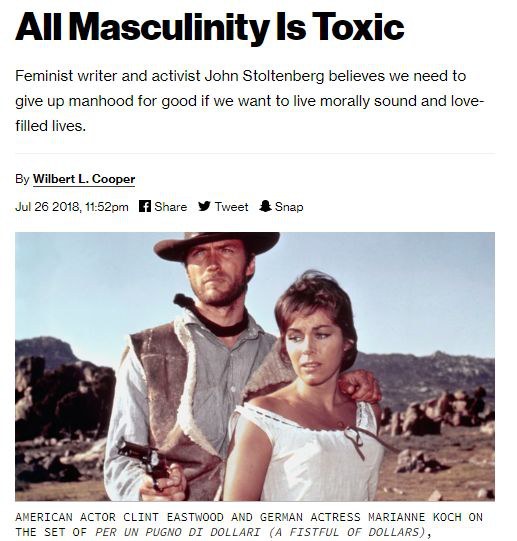 All Masculinity Is Toxic
Feminist writer and activist John Stoltenberg believes we need to
give up manhood for good if we want to live morally sound and love-
filled lives.
By Wilbert L. Cooper
Jul 26 2018, 11:52pm Share Tweet Snap
AMERICAN ACTOR CLINT EASTWOOD AND GERMAN ACTRESS MARIANNE KOCH ON
THE SET OF PER UN PUGNO DI DOLLARI (A FISTFUL OF DOLLARS),